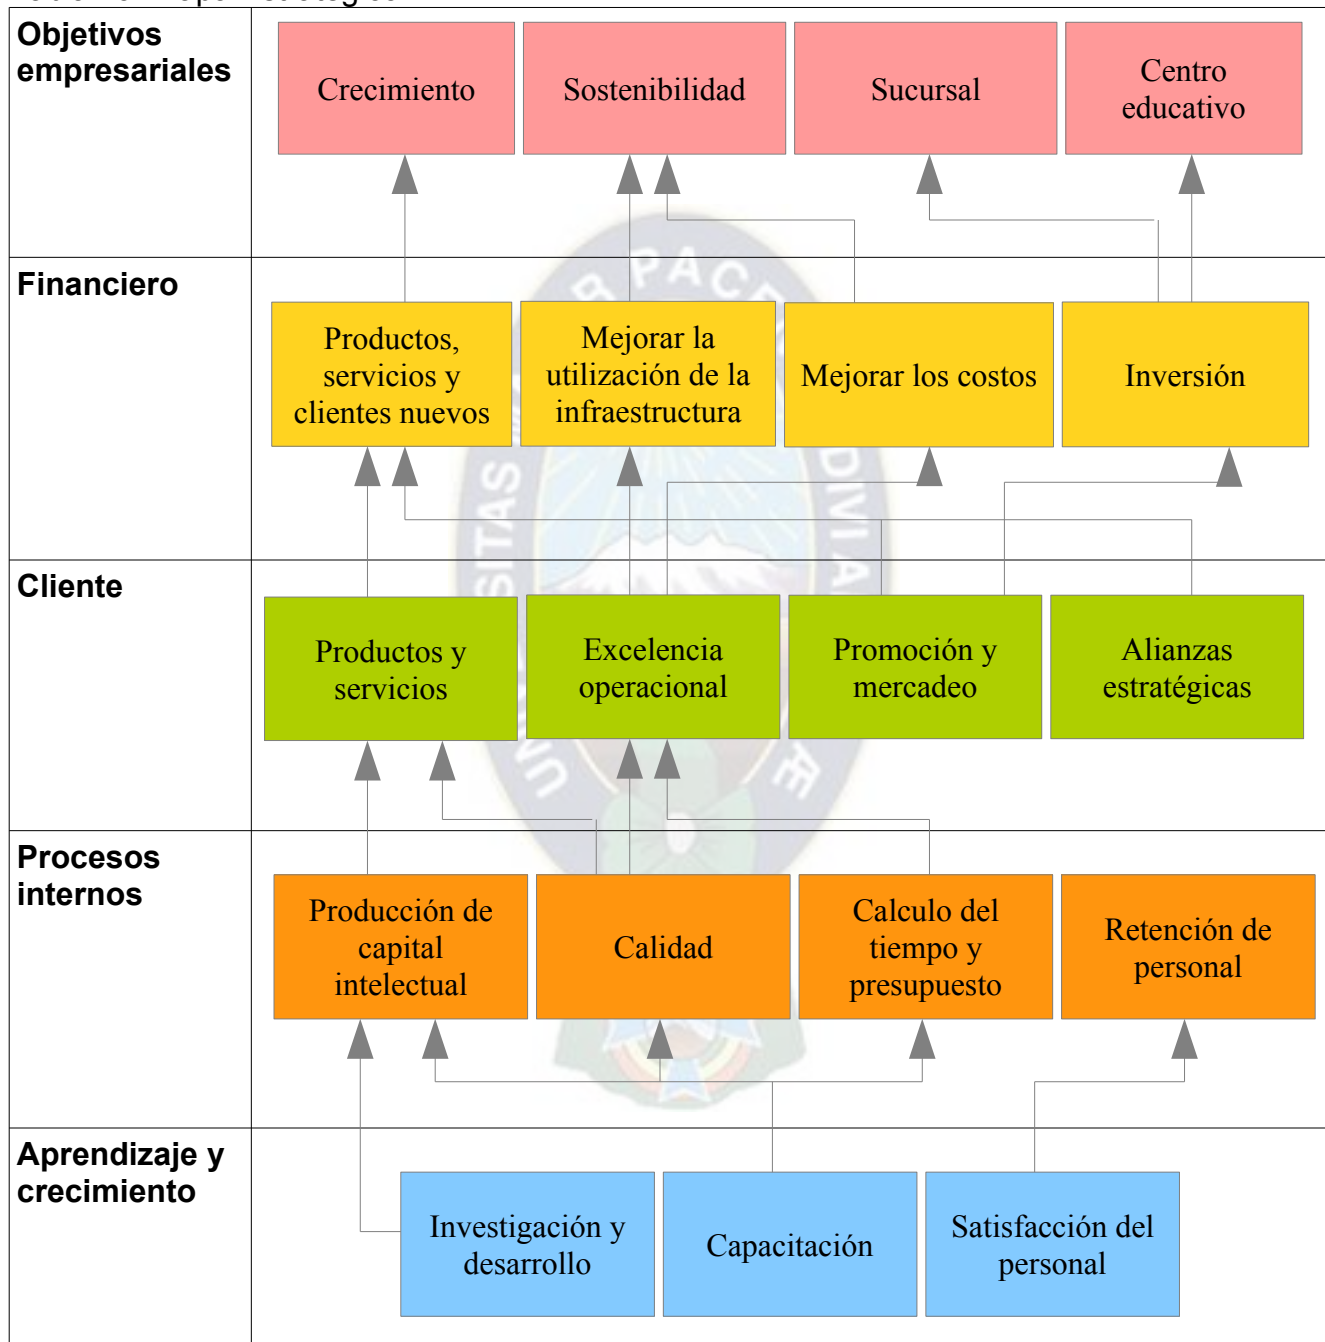 Objetivos
empresariales
Crecimiento
Sostenibilidad
Sucursal
Centro
educativo
Financiero
Productos,
servicios y
clientes nuevos
Mejorar la
utilización de la
infraestructura
Mejorar los costos
Inversión
Cliente
Productos y
servicios
Excelencia
operacional
Promoción y
mercadeo
Alianzas
estratégicas
Procesos
internos
Producción de
capital
intelectual
Calidad
Calculo del
tiempo y
presupuesto
Retención de
personal
Aprendizaje y
crecimiento
Investigación y
desarrollo
Capacitación
Satisfacción del
personal